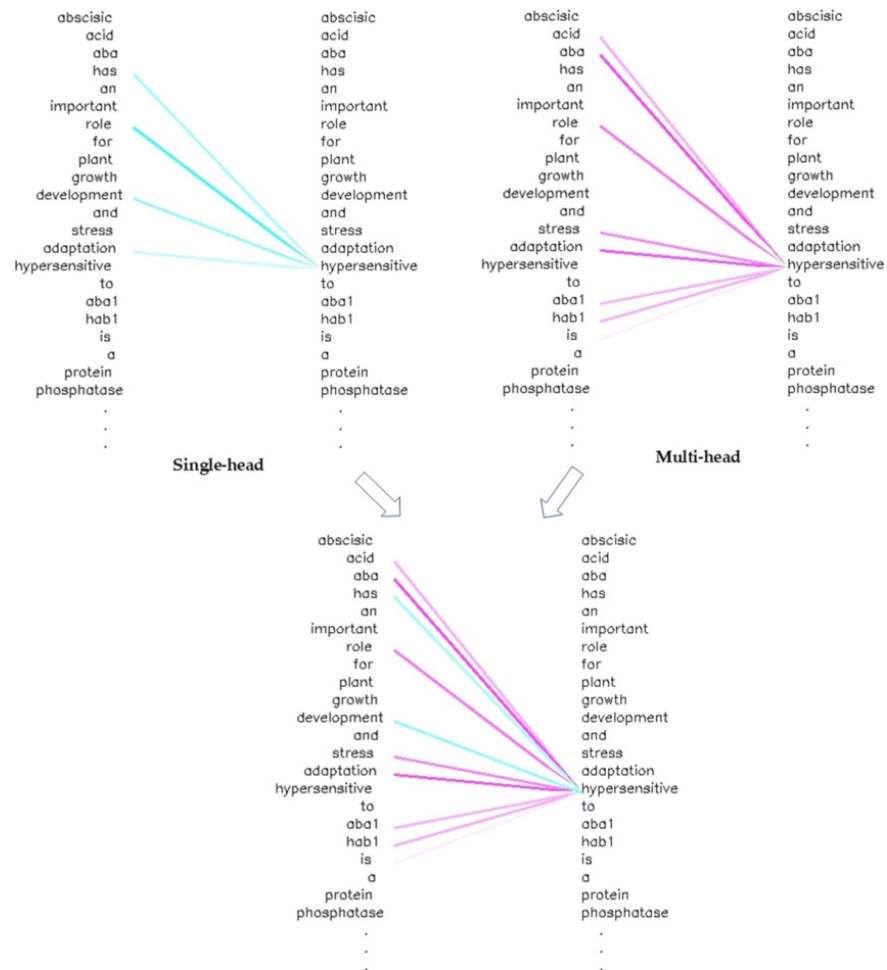 abscisic abscisic
acid acid
aba aba
has has
an an
important important
role role
for for
plant plant
growth growth
development development
and and
stress stress
adaptation adaptation
hypersensitive hypersensitive
to to
aba1 aba1
hab1 hab1
is is
a a
protein protein
phosphatase phosphatase
. .
. .
. .
Single-head
abscisic abscisic
acid acid
aba aba
has has
an an
important important
role role
for for
plant plant
growth growth
development development
and and
stress stress
adaptation adaptation
hypersensitive hypersensitive
to to
aba1 aba1
hab1 hab1
is is
a a
protein protein
phosphatase phosphatase
. .
. .
. .
Multi-head
abscisic abscisic
acid acid
aba aba
has has
an an
important important
role role
for for
plant plant
growth growth
development development
and and
stress stress
adaptation adaptation
hypersensitive hypersensitive
to to
aba1 aba1
hab1 hab1
is is
a a
protein protein
phosphatase phosphatase
. .
. .
. .